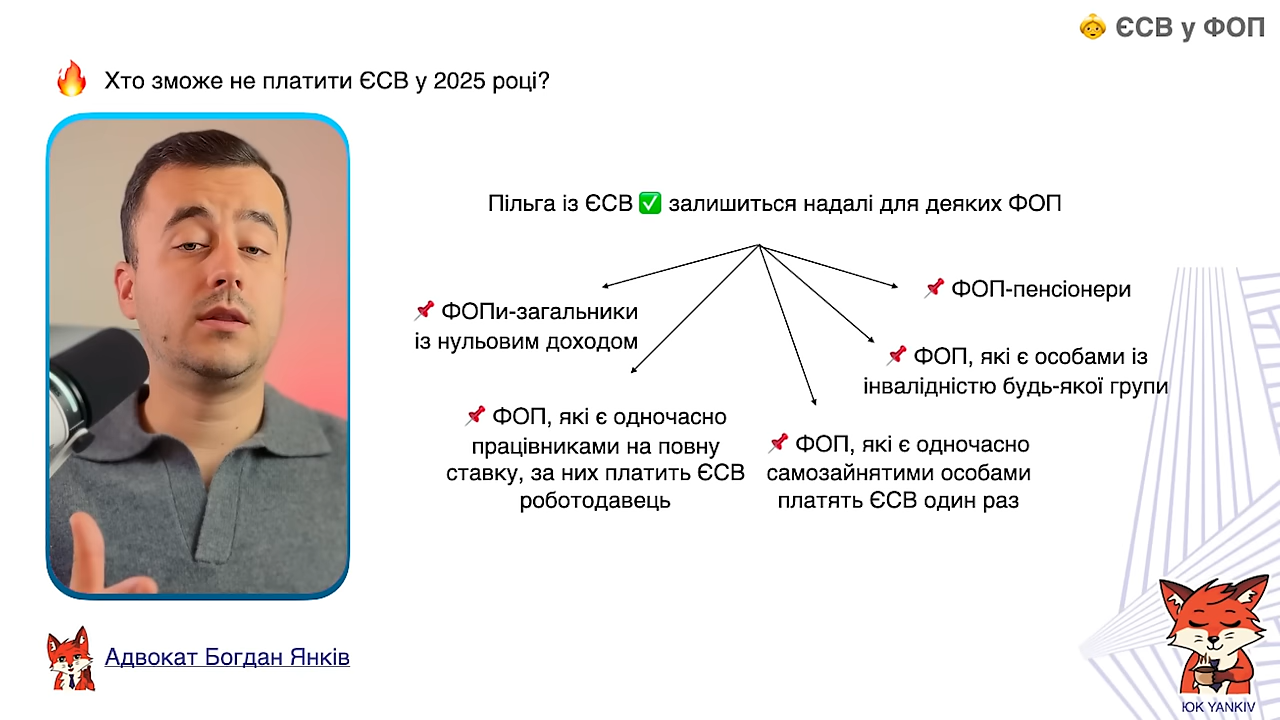 ЄСВ у ФОП
Хто зможе не платити ЄСВ у 2025 році?
Пільга із ЄСВ ✅ залишиться надалі для деяких ФОП
ФОП-пенсіонери
ФОПи-загальники
із нульовим доходом
ФОП, які є особами із
інвалідністю будь-якої групи
ФОП, які є одночасно
працівниками на повну
ставку, за них платить ЄСВ
роботодавець
ФОП, які є одночасно
самозайнятими особами
платять ЄСВ один раз
Адвокат Богдан Янків
ЮК YANKIV